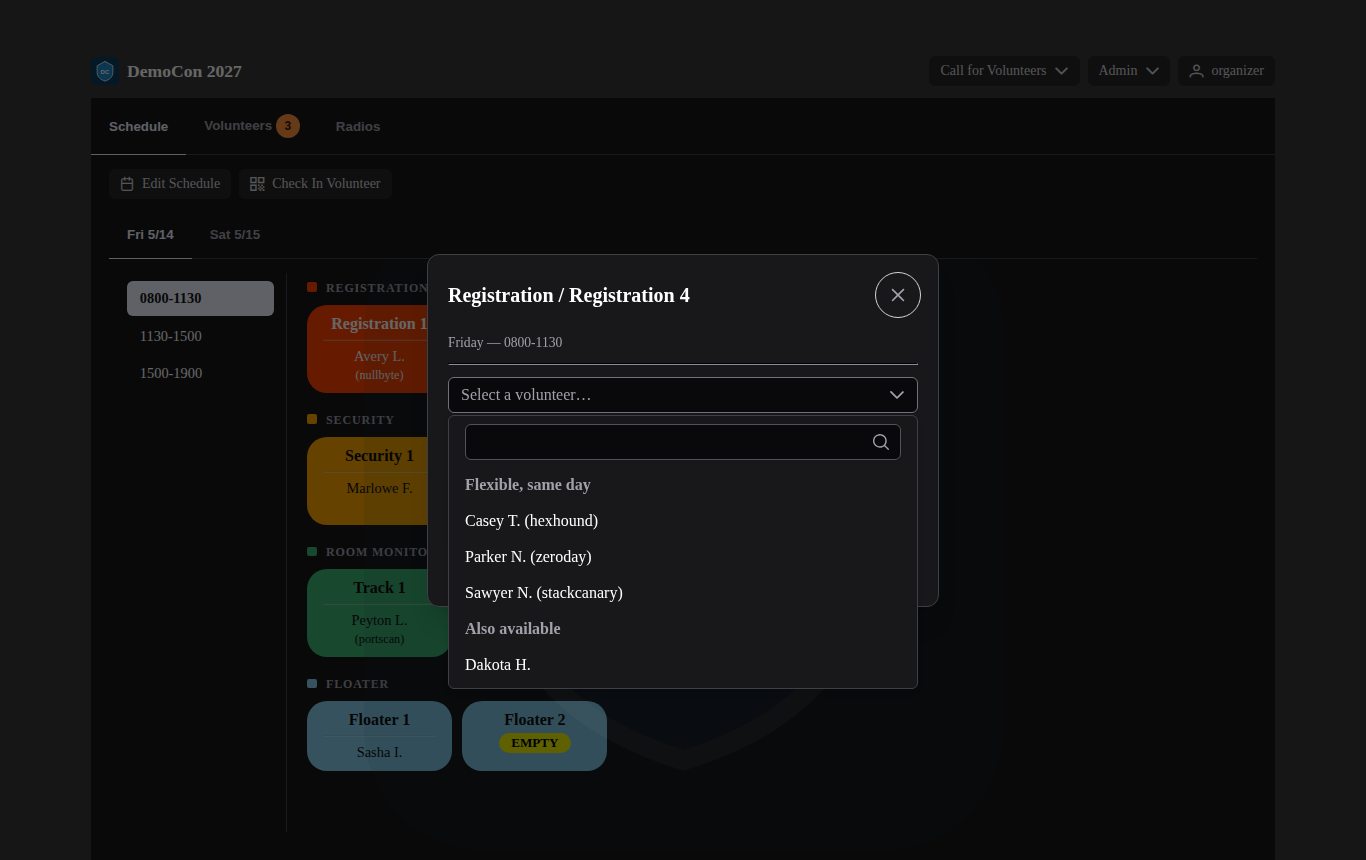 DC
DemoCon 2027
Call for Volunteers
Admin
organizer
Schedule
Volunteers 3
Radios
Edit Schedule
Check In Volunteer
Fri 5/14
Sat 5/15
0800-1130
1130-1500
1500-1900
REGISTRATION
Registration 1
Avery L.
(nullbyte)
SECURITY
Security 1
Marlowe F.
ROOM MONITO
Track 1
Peyton L.
(portscan)
FLOATER
Floater 1
Sasha I.
Floater 2
EMPTY
Registration / Registration 4
Friday — 0800-1130
Select a volunteer…
Flexible, same day
Casey T. (hexhound)
Parker N. (zeroday)
Sawyer N. (stackcanary)
Also available
Dakota H.